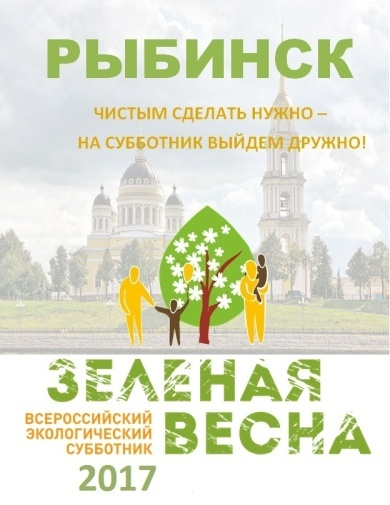 РЫБИНСК
ЧИСТЫМ СДЕЛАТЬ НУЖНО –
НА СУББОТНИК ВЫЙДЕМ ДРУЖНО!
ЗЕЛЕНАЯ
ВСЕРОССИЙСКИЙ
ЭКОЛОГИЧЕСКИЙ
СУББОТНИК
ВЕСНА
2017